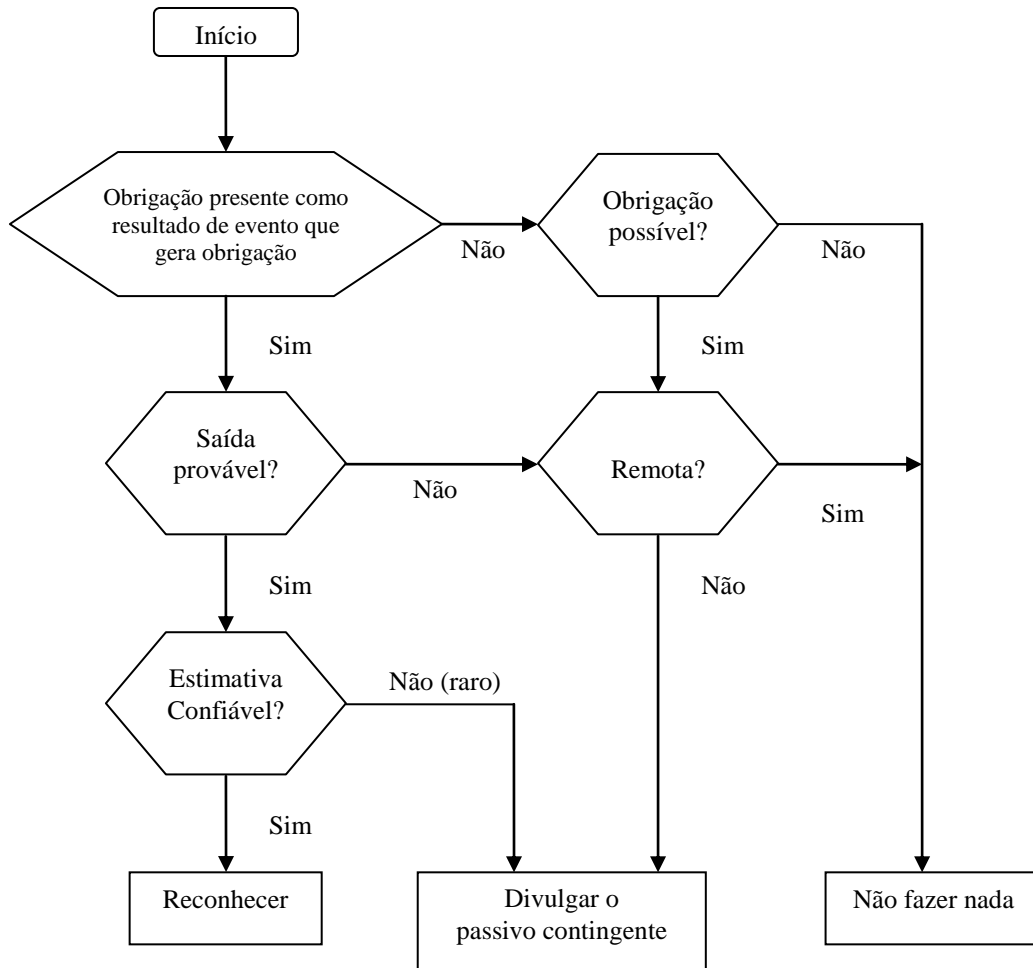 Início
Obrigação presente como
resultado de evento que
gera obrigação
Não
Obrigação
possível?
Não
Sim
Sim
Saída
provável?
Não
Remota?
Sim
Sim
Não
Estimativa
Confiável?
Não (raro)
Sim
Reconhecer
Divulgar o
passivo contingente
Não fazer nada